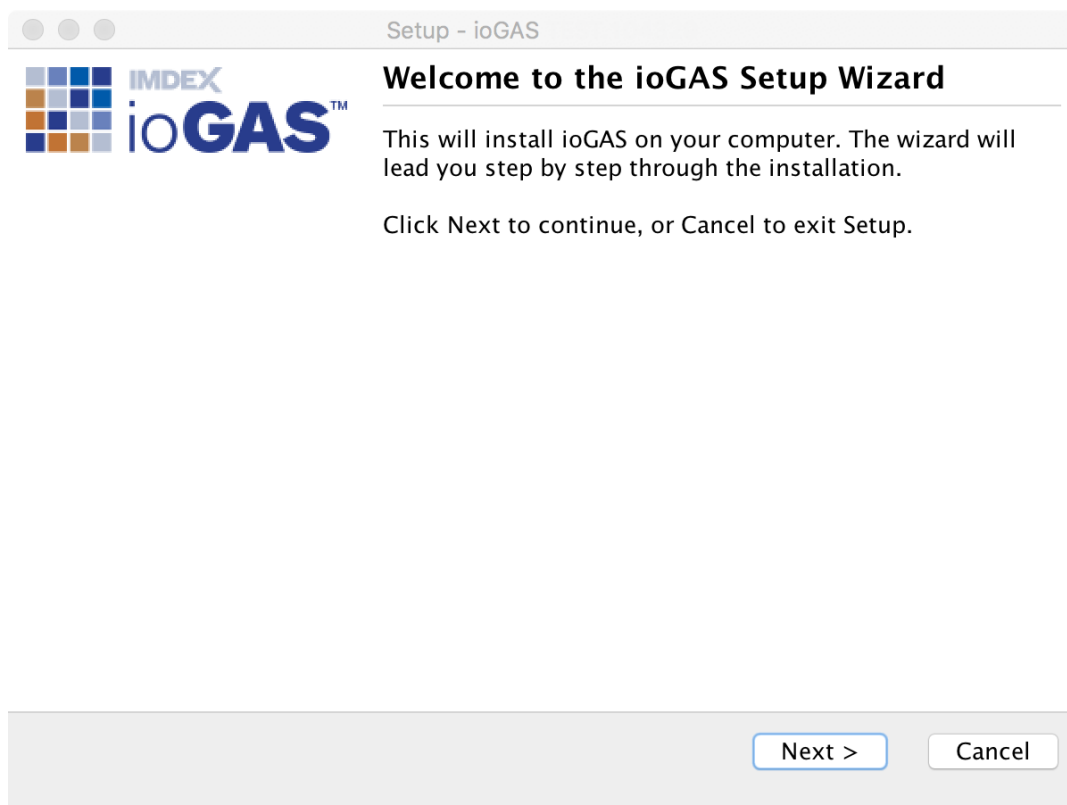 Setup - ioGAS
IMDEX
ioGAS™
Welcome to the ioGAS Setup Wizard
This will install ioGAS on your computer. The wizard will
lead you step by step through the installation.
Click Next to continue, or Cancel to exit Setup.
Next >
Cancel